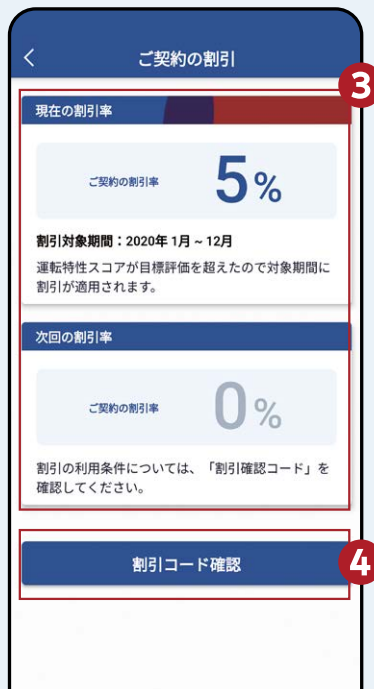 ご契約の割引
3
現在の割引率
ご契約の割引率 5%
割引対象期間：2020年 1月 ~ 12月
運転特性スコアが目標評価を超えたので対象期間に
割引が適用されます。
次回の割引率
ご契約の割引率 0%
割引の利用条件については、「割引確認コード」を
確認してください。
割引コード確認
4